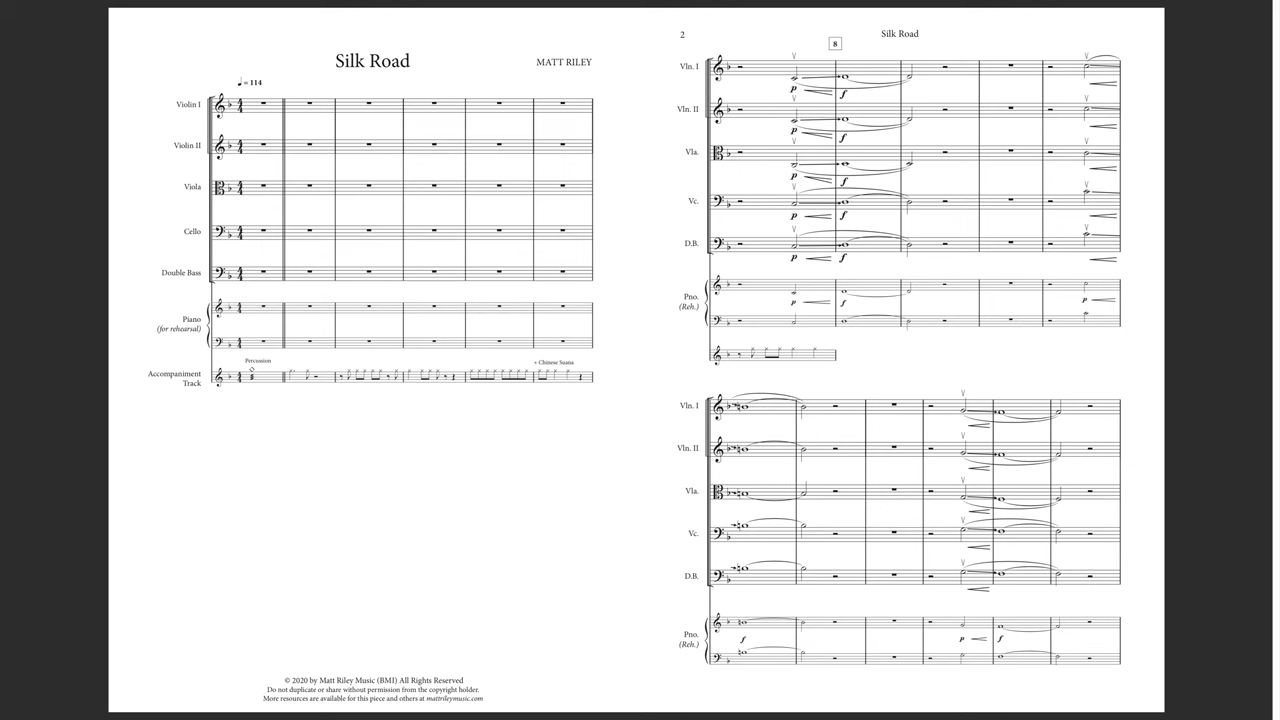 Silk Road
MATT RILEY
♩ = 114
Violin I
Violin II
Viola
Cello
Double Bass
Piano
(for rehearsal)
Percussion
+ Chinese Suana
Accompaniment
Track
© 2020 by Matt Riley Music (BMI) All Rights Reserved
Do not duplicate or share without permission from the copyright holder.
More resources are available for this piece and others at mattrileymusic.com
2
Silk Road
8
Vln. I
p
f
Vln. II
p
f
Vla.
p
f
Vc.
p
f
D.B.
p
f
Pno.
(Reh.)
p
f
p
Vln. I
Vln. II
Vla.
Vc.
D.B.
Pno.
(Reh.)
f
p
f